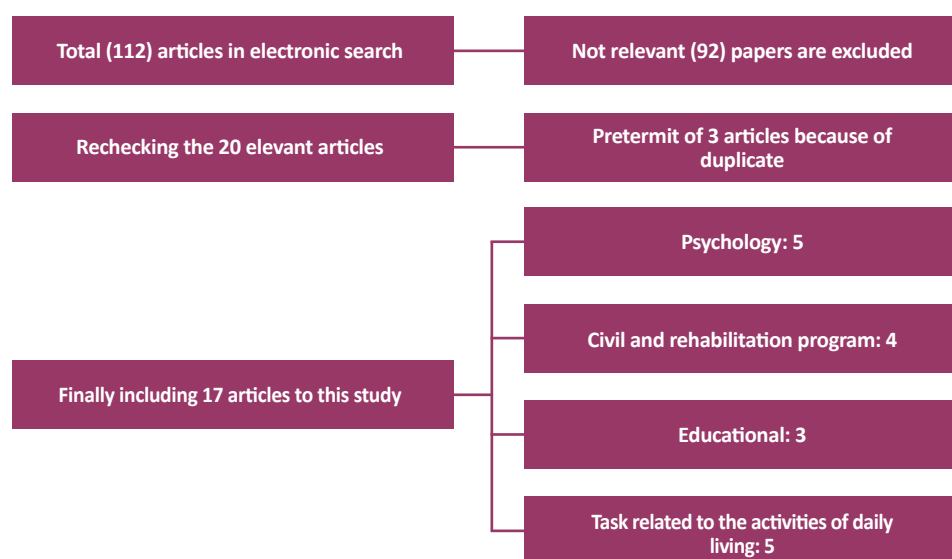 Total (112) articles in electronic search
Not relevant (92) papers are excluded
Rechecking the 20 elevant articles
Pretermit of 3 articles because of
duplicate
Psychology: 5
Civil and rehabilitation program: 4
Finally including 17 articles to this study
Educational: 3
Task related to the activities of daily
living: 5